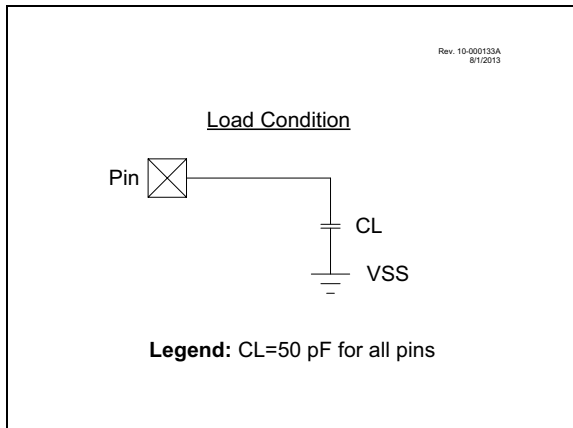 Rev. 10-000133A
8/1/2013
Load Condition
Pin
CL
VSS
Legend: CL=50 pF for all pins